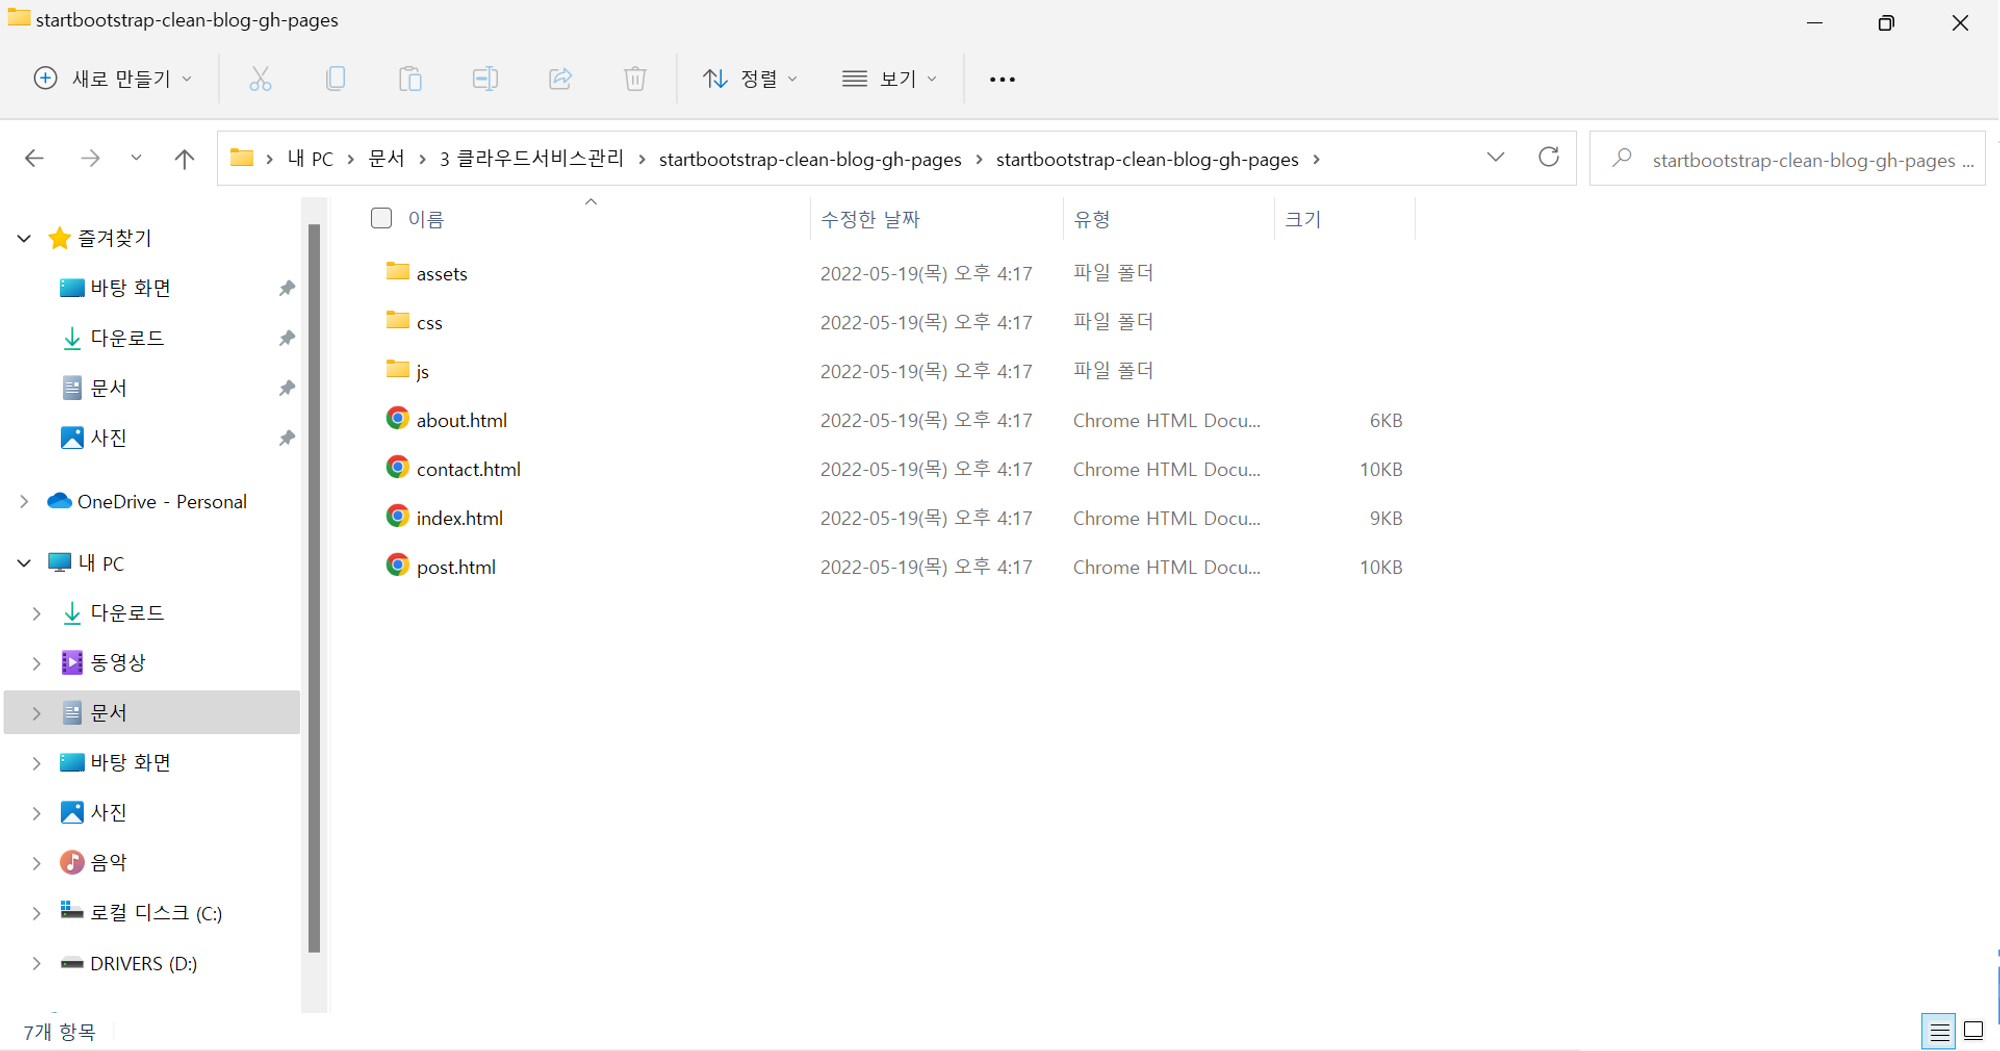 startbootstrap-clean-blog-gh-pages
새로 만들기 정렬 보기
내 PC 문서 3 클라우드서비스관리 startbootstrap-clean-blog-gh-pages startbootstrap-clean-blog-gh-pages startbootstrap-clean-blog-gh-pages ...
즐겨찾기
바탕 화면
다운로드
문서
사진
OneDrive - Personal
내 PC
다운로드
동영상
문서
바탕 화면
사진
음악
로컬 디스크 (C:)
DRIVERS (D:)
이름 수정한 날짜 유형 크기
assets 2022-05-19(목) 오후 4:17 파일 폴더
css 2022-05-19(목) 오후 4:17 파일 폴더
js 2022-05-19(목) 오후 4:17 파일 폴더
about.html 2022-05-19(목) 오후 4:17 Chrome HTML Docu... 6KB
contact.html 2022-05-19(목) 오후 4:17 Chrome HTML Docu... 10KB
index.html 2022-05-19(목) 오후 4:17 Chrome HTML Docu... 9KB
post.html 2022-05-19(목) 오후 4:17 Chrome HTML Docu... 10KB
7개 항목